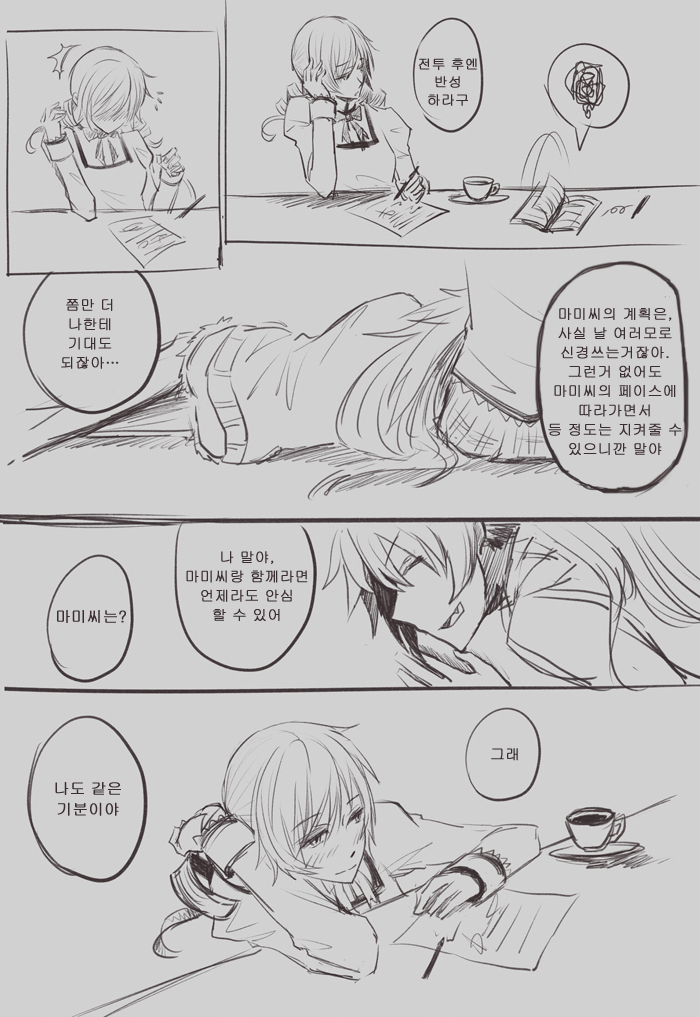 전투 후엔
반성
하라구
쫌만 더
나한테
기대도
되잖아…
마미씨의 계획은,
사실 날 여러모로
신경쓰는거잖아.
그런거 없어도
마미씨의 페이스에
따라가면서
등 정도는 지켜줄 수
있으니깐 말야
나 말야,
마미씨랑 함께라면
언제라도 안심
할 수 있어
마미씨는?
그래
나도 같은
기분이야